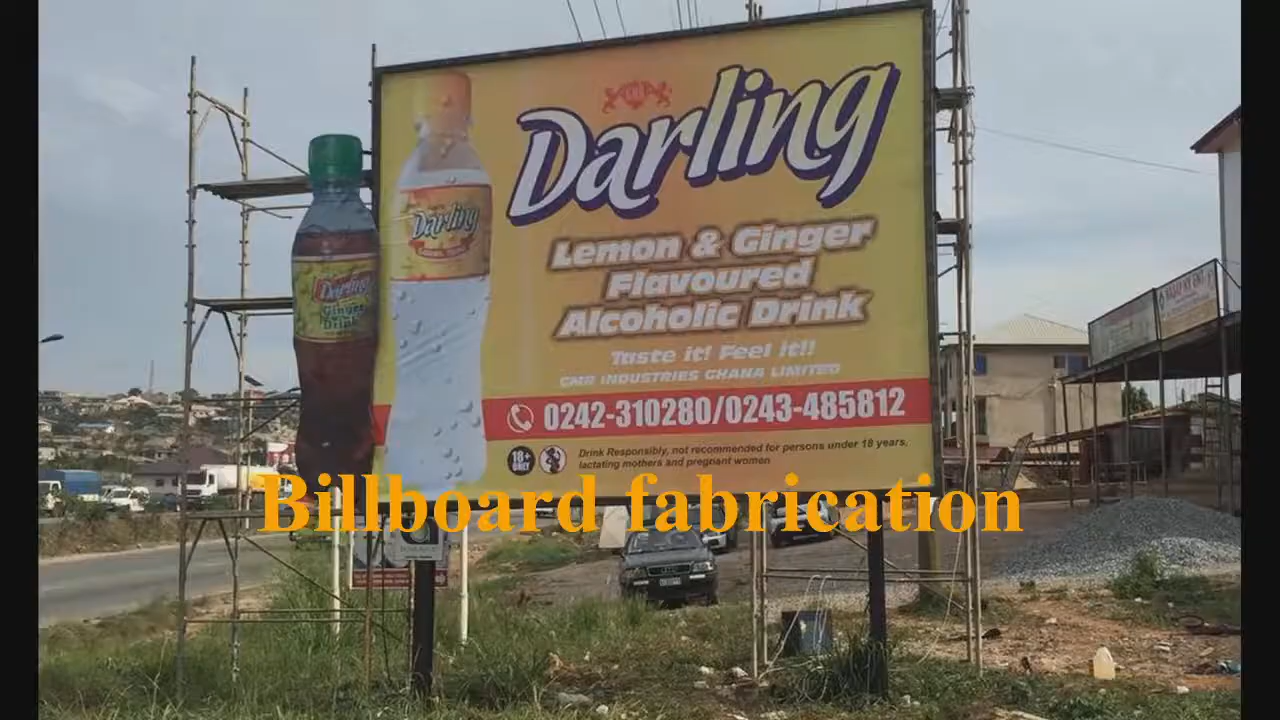 Darling
Lemon & Ginger
Flavoured
Alcoholic Drink
Taste it! Feel it!!
CMR INDUSTRIES GHANA LIMITED
0242-310280/0243-485812
18+
ONLY
Drink Responsibly, not recommended for persons under 18 years,
lactating mothers and pregnant women
Darling
Darling
Ginger
Drink
Billboard fabrication